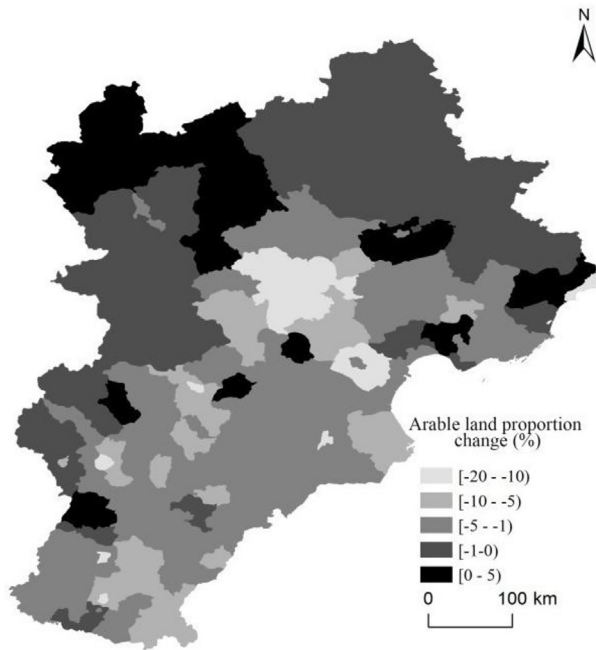 N
Arable land proportion
change (%)
[-20 - -10)
[-10 - -5)
[-5 - -1)
[-1-0)
[0 - 5)
0 100 km